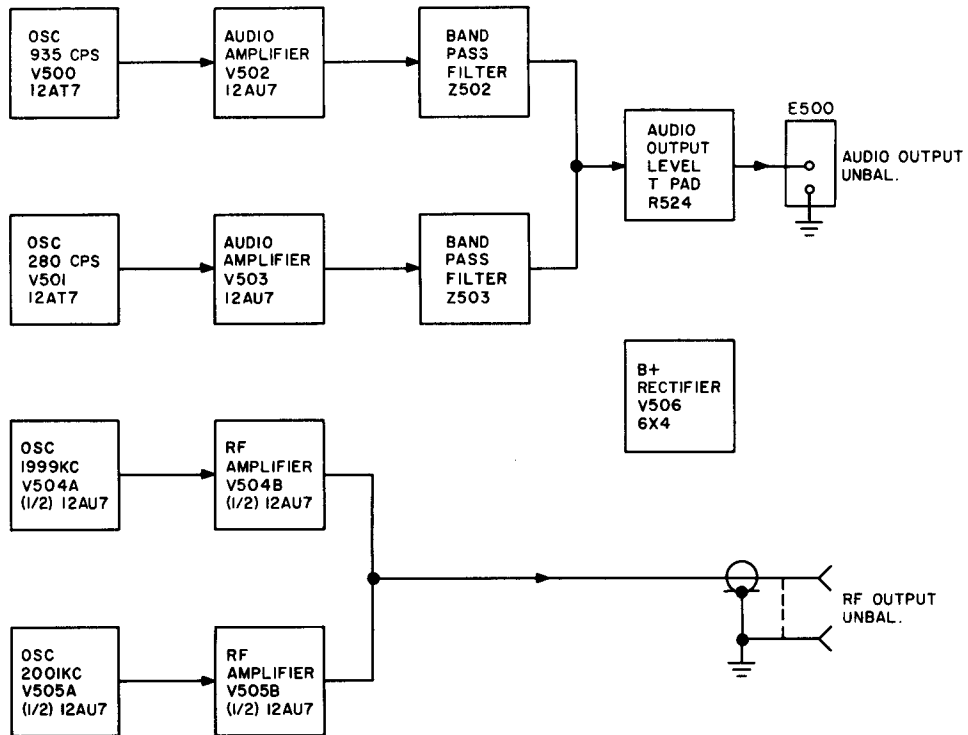 OSC
935 CPS
V500
12AT7
AUDIO
AMPLIFIER
V502
12AU7
BAND
PASS
FILTER
Z502
OSC
280 CPS
V501
12AT7
AUDIO
AMPLIFIER
V503
12AU7
BAND
PASS
FILTER
Z503
AUDIO
OUTPUT
LEVEL
T PAD
R524
E500
AUDIO OUTPUT
UNBAL.
B+
RECTIFIER
V506
6X4
OSC
1999KC
V504A
(1/2) 12AU7
RF
AMPLIFIER
V504B
(1/2) 12AU7
OSC
2001KC
V505A
(1/2) 12AU7
RF
AMPLIFIER
V505B
(1/2) 12AU7
RF OUTPUT
UNBAL.